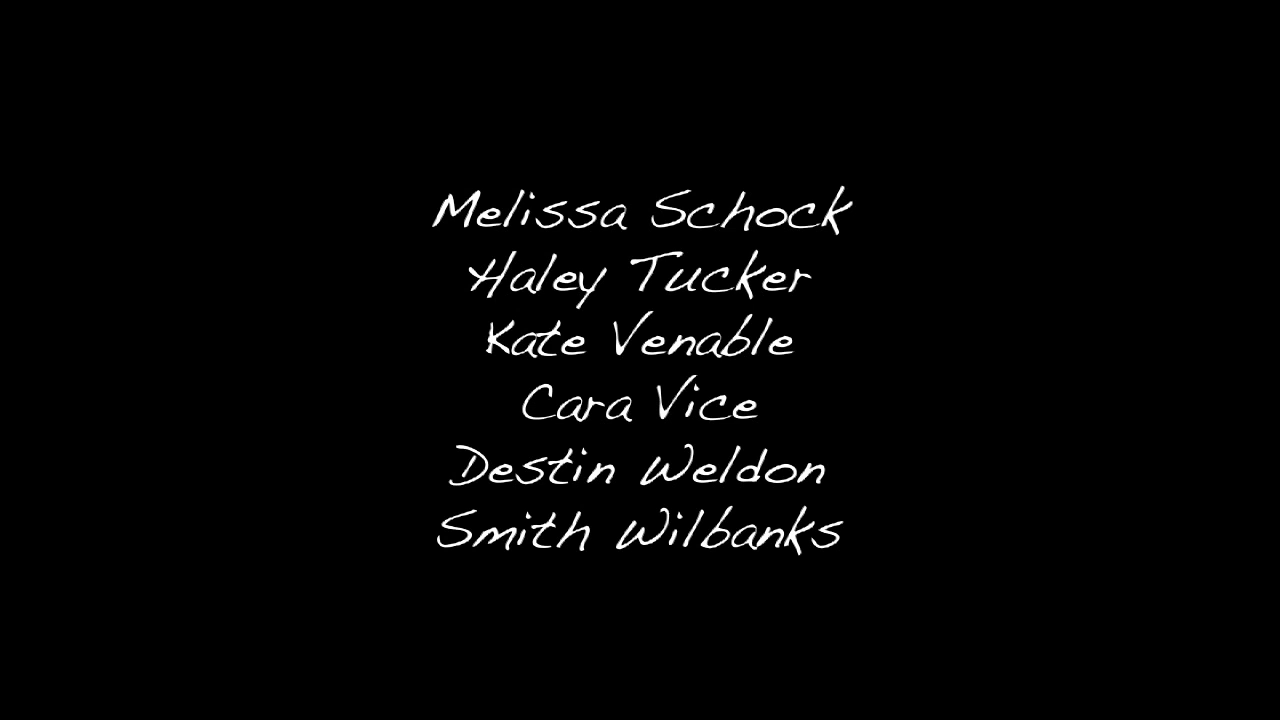 Melissa Schock
Haley Tucker
Kate Venable
Cara Vice
Destin Weldon
Smith Wilbanks